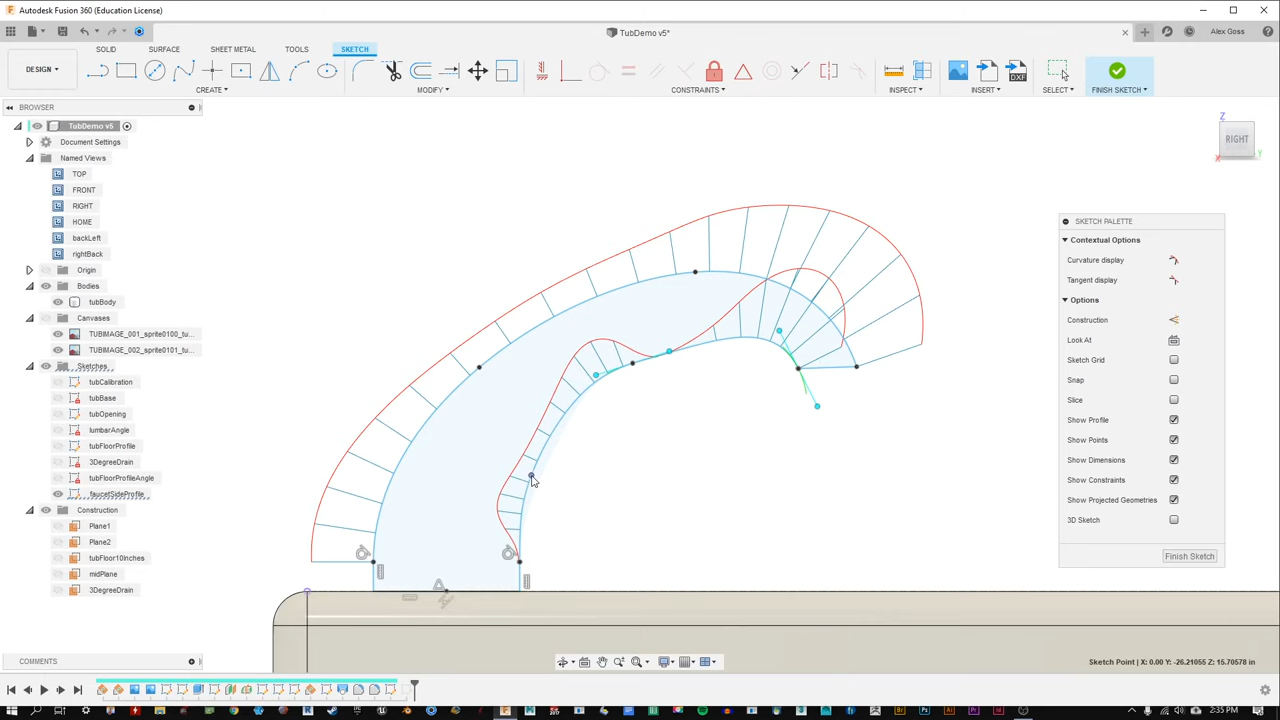 Autodesk Fusion 360 (Education License)
TubDemo v5*
Alex Goss
DESIGN
SOLID SURFACE SHEET METAL TOOLS SKETCH
CREATE MODIFY CONSTRAINTS INSPECT INSERT SELECT FINISH SKETCH
DXF
BROWSER
TubDemo v5
Document Settings
Named Views
TOP
FRONT
RIGHT
HOME
backLeft
rightBack
Origin
Bodies
tubBody
Canvases
TUBIMAGE_001_sprite0100_tu...
TUBIMAGE_002_sprite0101_tu...
Sketches
tubCalibration
tubBase
tubOpening
lumbarAngle
tubFloorProfile
3DegreeDrain
tubFloorProfileAngle
faucetSideProfile
Construction
Plane1
Plane2
tubFloor10Inches
midPlane
3DegreeDrain
Z
RIGHT
X
Y
SKETCH PALETTE
Contextual Options
Curvature display
Tangent display
Options
Construction
Look At
Sketch Grid
Snap
Slice
Show Profile
Show Points
Show Dimensions
Show Constraints
Show Projected Geometries
3D Sketch
Finish Sketch
COMMENTS
Sketch Point | X: 0.00 Y: -26.21055 Z: 15.70578 in
2:35 PM